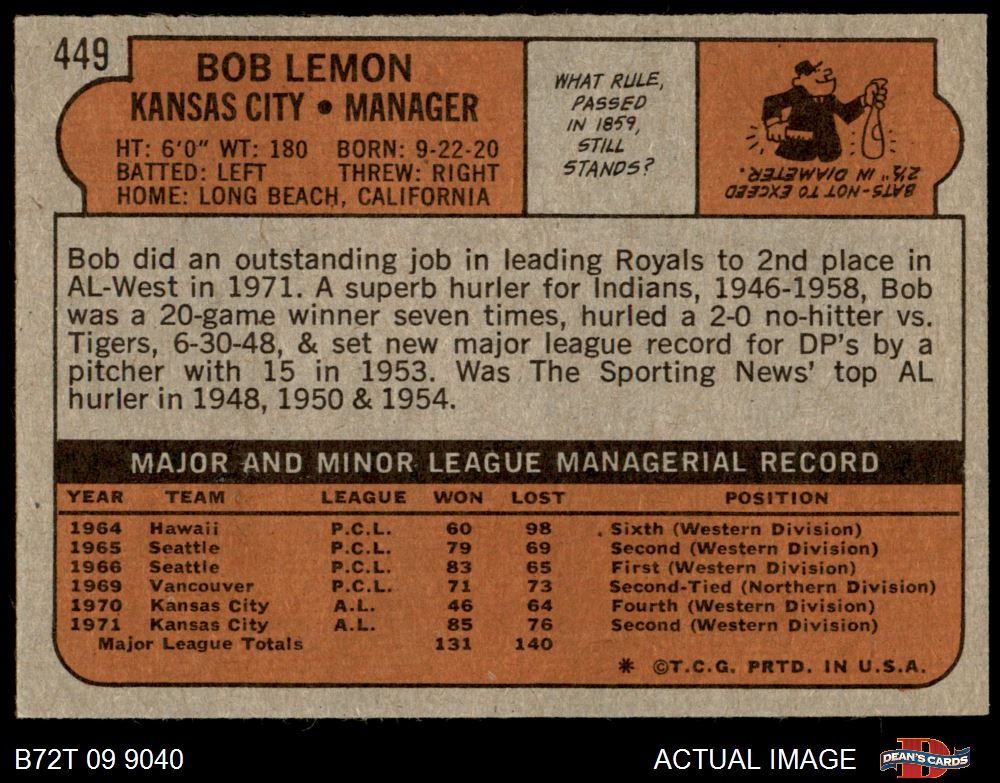 449
BOB LEMON
KANSAS CITY • MANAGER
HT: 6'0" WT: 180 BORN: 9-22-20
BATTED: LEFT THREW: RIGHT
HOME: LONG BEACH, CALIFORNIA
WHAT RULE,
PASSED
IN 1859,
STILL
STANDS?
BATS-NOT-TO EXCEED
2½" IN DIAMETER.
Bob did an outstanding job in leading Royals to 2nd place in
AL-West in 1971. A superb hurler for Indians, 1946-1958, Bob
was a 20-game winner seven times, hurled a 2-0 no-hitter vs.
Tigers, 6-30-48, & set new major league record for DP's by a
pitcher with 15 in 1953. Was The Sporting News' top AL
hurler in 1948, 1950 & 1954.
MAJOR AND MINOR LEAGUE MANAGERIAL RECORD
YEAR TEAM LEAGUE WON LOST POSITION
1964 Hawaii P.C.L. 60 98 Sixth (Western Division)
1965 Seattle P.C.L. 79 69 Second (Western Division)
1966 Seattle P.C.L. 83 65 First (Western Division)
1969 Vancouver P.C.L. 71 73 Second-Tied (Northern Division)
1970 Kansas City A.L. 46 64 Fourth (Western Division)
1971 Kansas City A.L. 85 76 Second (Western Division)
Major League Totals 131 140
* ©T.C.G. PRTD. IN U.S.A.
B72T 09 9040
ACTUAL IMAGE
D
DEAN'S CARDS